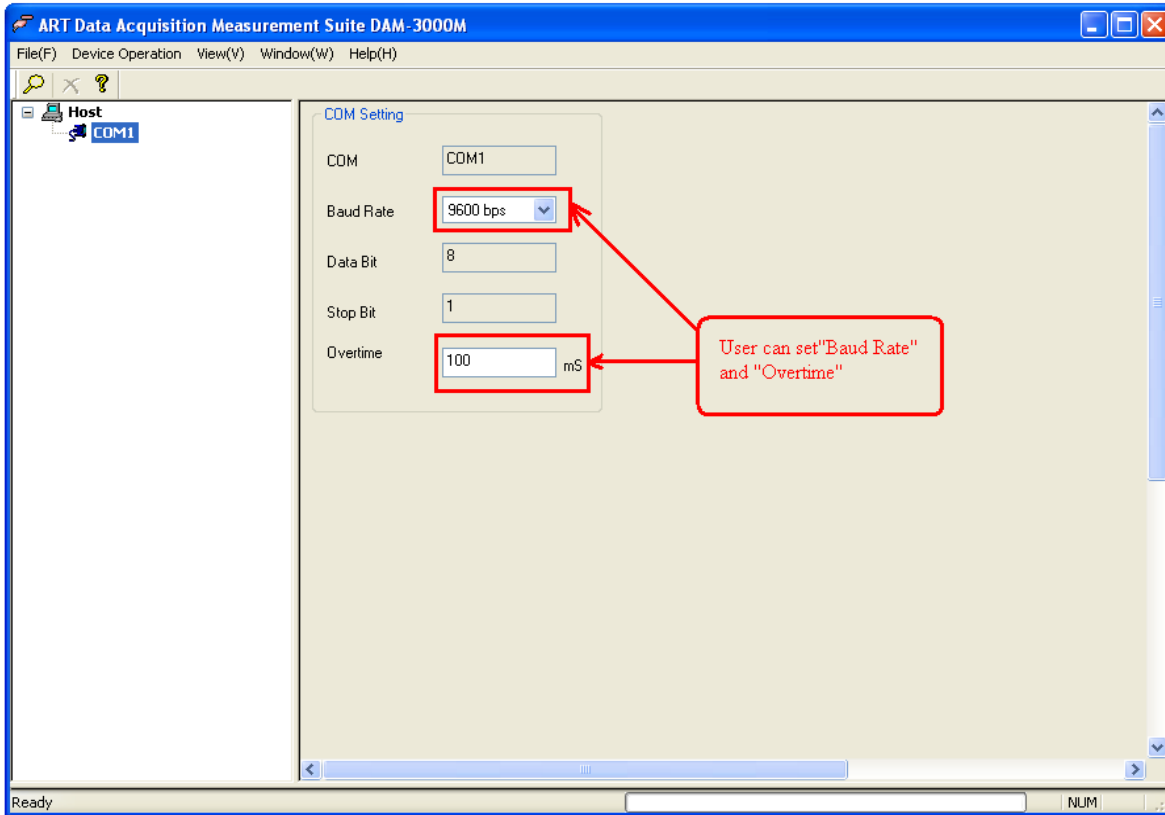 ART Data Acquisition Measurement Suite DAM-3000M
File(F) Device Operation View(V) Window(W) Help(H)
Host
COM1
COM Setting
COM COM1
Baud Rate 9600 bps
Data Bit 8
Stop Bit 1
Overtime 100 mS
User can set"Baud Rate"
and "Overtime"
Ready NUM